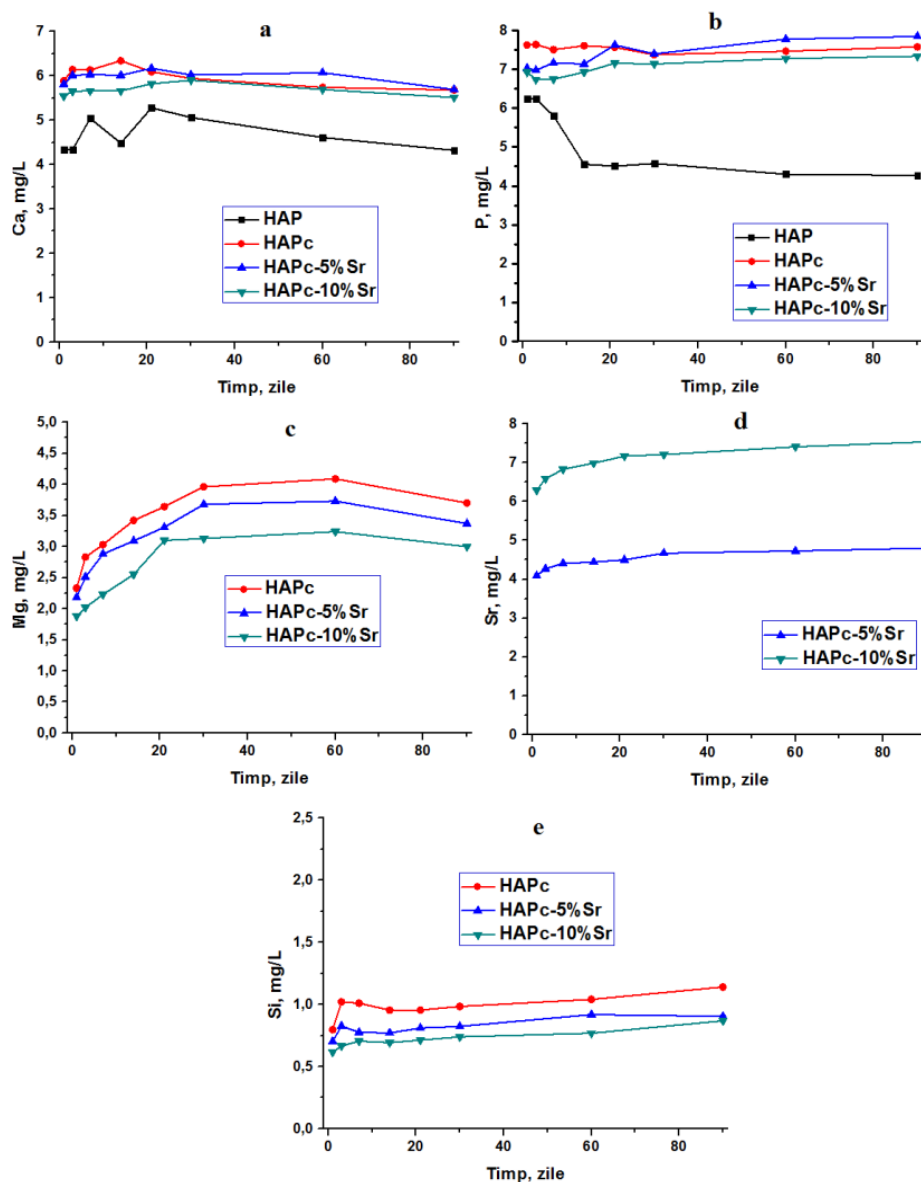 a
7
6
5
4
3
2
1
0
Ca, mg/L
HAP
HAPc
HAPc-5%Sr
HAPc-10%Sr
0 20 40 60 80
Timp, zile
b
8
7
6
5
4
3
2
1
0
P, mg/L
HAP
HAPc
HAPc-5%Sr
HAPc-10%Sr
0 20 40 60 80
Timp, zile
c
5,0
4,5
4,0
3,5
3,0
2,5
2,0
1,5
1,0
0,5
0,0
Mg, mg/L
HAPc
HAPc-5%Sr
HAPc-10%Sr
0 20 40 60 80
Timp, zile
d
8
7
6
5
4
3
2
1
0
Sr, mg/L
HAPc-5%Sr
HAPc-10%Sr
0 20 40 60 80
Timp, zile
e
2,5
2,0
1,5
1,0
0,5
0,0
Si, mg/L
HAPc
HAPc-5%Sr
HAPc-10%Sr
0 20 40 60 80
Timp, zile